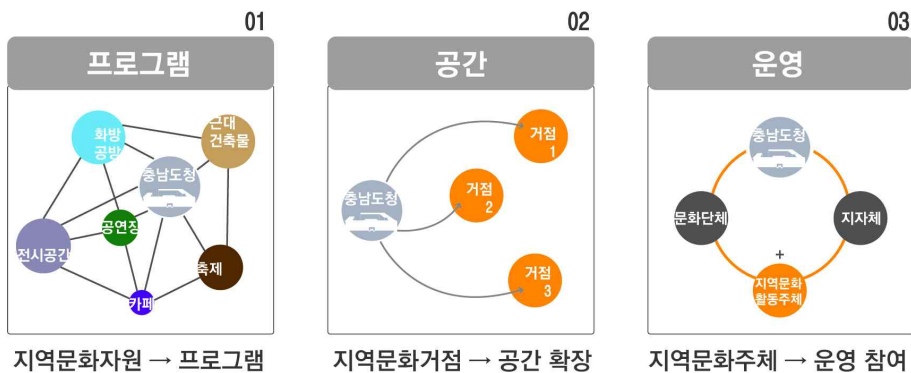 01
프로그램
화방
공방
근대
건축물
충남도청
공연장
전시공간
축제
카페
지역문화자원 → 프로그램
02
공간
거점
1
충남도청
거점
2
거점
3
지역문화거점 → 공간 확장
03
운영
충남도청
문화단체
지자체
+
지역문화
활동주체
지역문화주체 → 운영 참여